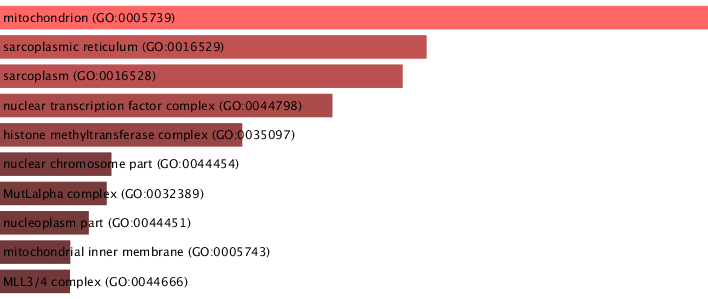 mitochondrion (GO:0005739)
sarcoplasmic reticulum (GO:0016529)
sarcoplasm (GO:0016528)
nuclear transcription factor complex (GO:0044798)
histone methyltransferase complex (GO:0035097)
nuclear chromosome part (GO:0044454)
MutLalpha complex (GO:0032389)
nucleoplasm part (GO:0044451)
mitochondrial inner membrane (GO:0005743)
MLL3/4 complex (GO:0044666)